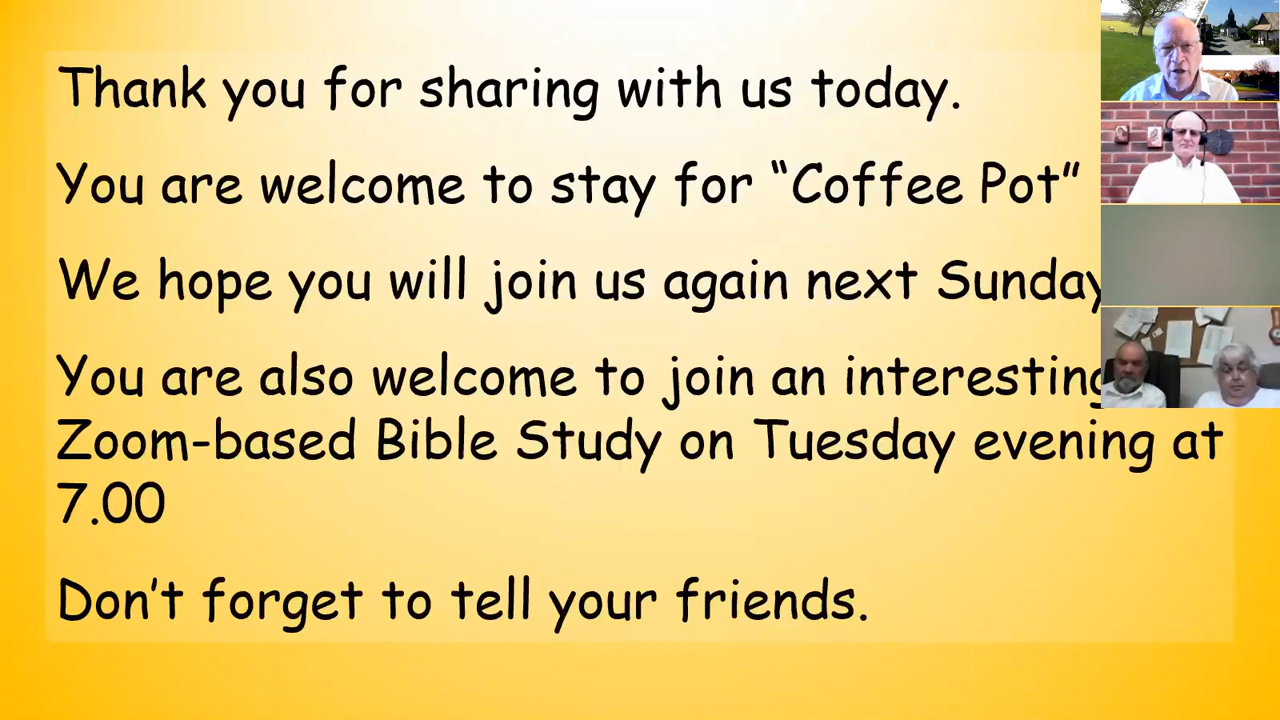 Thank you for sharing with us today.
You are welcome to stay for “Coffee Pot”
We hope you will join us again next Sunday
You are also welcome to join an interesting
Zoom-based Bible Study on Tuesday evening at
7.00
Don’t forget to tell your friends.